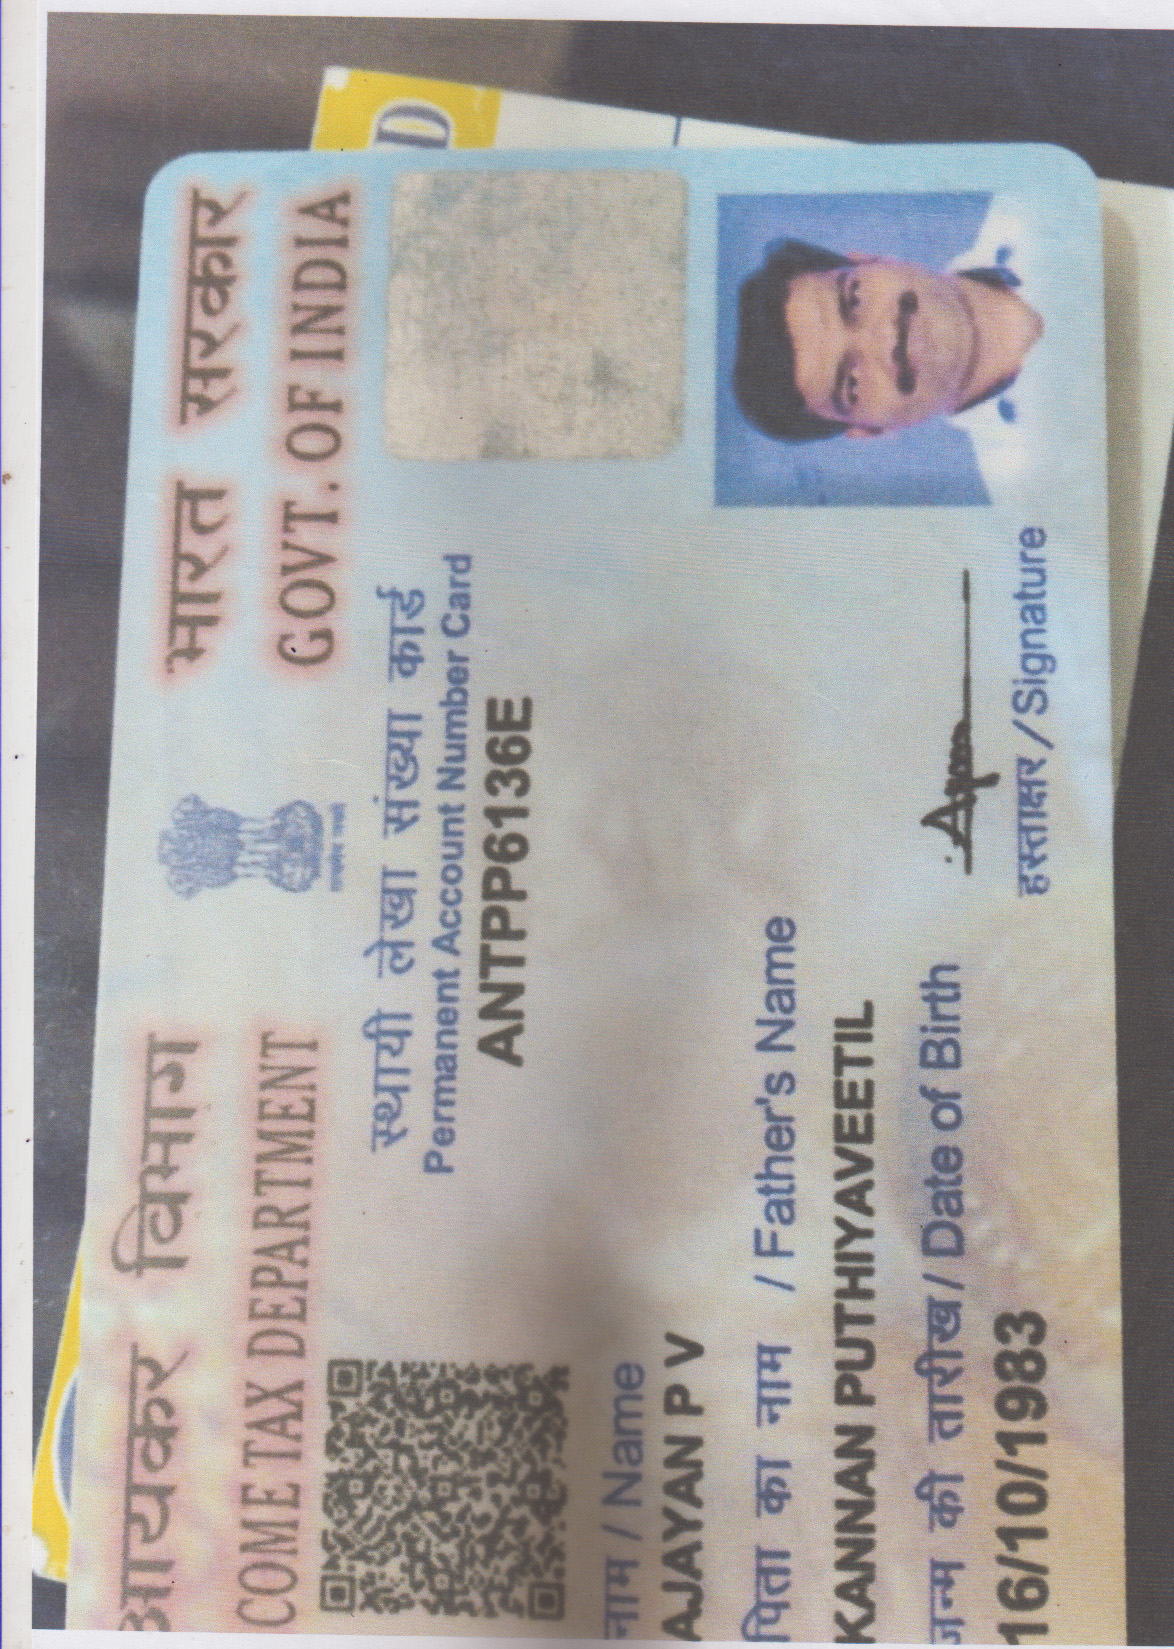 आयकर विभाग
COME TAX DEPARTMENT
भारत सरकार
GOVT. OF INDIA
स्थायी लेखा संख्या कार्ड
Permanent Account Number Card
ANTPP6136E
नाम / Name
AJAYAN P V
पिता का नाम / Father's Name
KANNAN PUTHIYAVEETIL
जन्म की तारीख / Date of Birth
16/10/1983
हस्ताक्षर / Signature
D